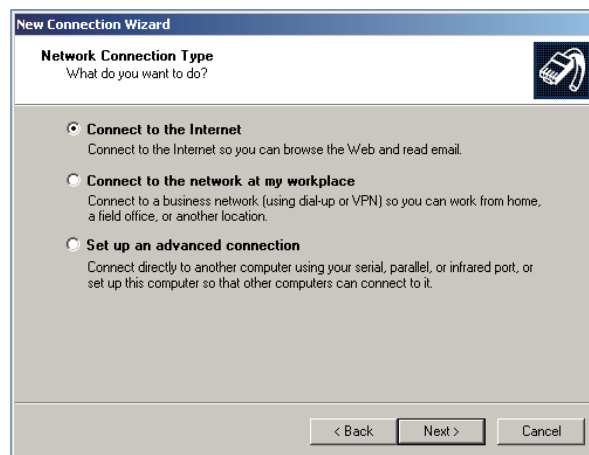 New Connection Wizard
Network Connection Type
What do you want to do?
Connect to the Internet
Connect to the Internet so you can browse the Web and read email.
Connect to the network at my workplace
Connect to a business network (using dial-up or VPN) so you can work from home,
a field office, or another location.
Set up an advanced connection
Connect directly to another computer using your serial, parallel, or infrared port, or
set up this computer so that other computers can connect to it.
< Back Next > Cancel